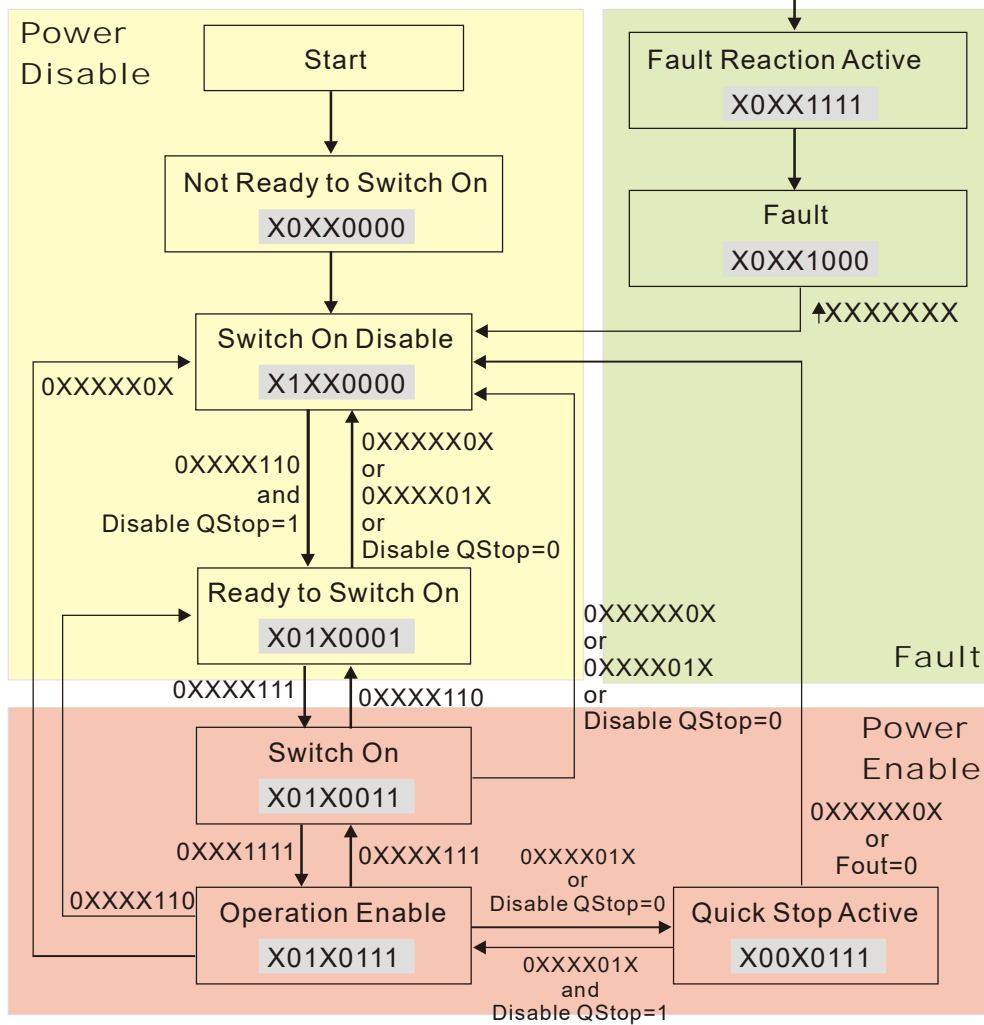 Power
Disable
Start
Not Ready to Switch On
X0XX0000
Switch On Disable
X1XX0000
0XXXXX0X
0XXXX110
and
Disable QStop=1
0XXXXX0X
or
0XXXX01X
or
Disable QStop=0
Ready to Switch On
X01X0001
0XXXX111
0XXXX110
Fault Reaction Active
X0XX1111
Fault
X0XX1000
XXXXXXX
Fault
0XXXXX0X
or
0XXXX01X
or
Disable QStop=0
Power
Enable
Switch On
X01X0011
0XXX1111
0XXXX111
0XXXX110
Operation Enable
X01X0111
0XXXX01X
or
Disable QStop=0
0XXXX01X
and
Disable QStop=1
0XXXXX0X
or
Fout=0
Quick Stop Active
X00X0111